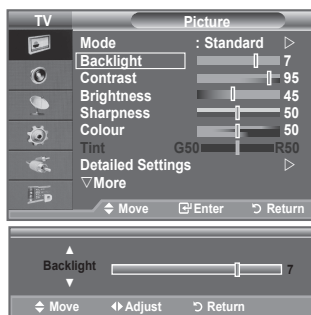 TV Picture
Mode : Standard ▷
Backlight 7
Contrast 95
Brightness 45
Sharpness 50
Colour 50
Tint G50 R50
Detailed Settings ▷
▽More
Move Enter Return
▲
Backlight 7
▼
Move Adjust Return